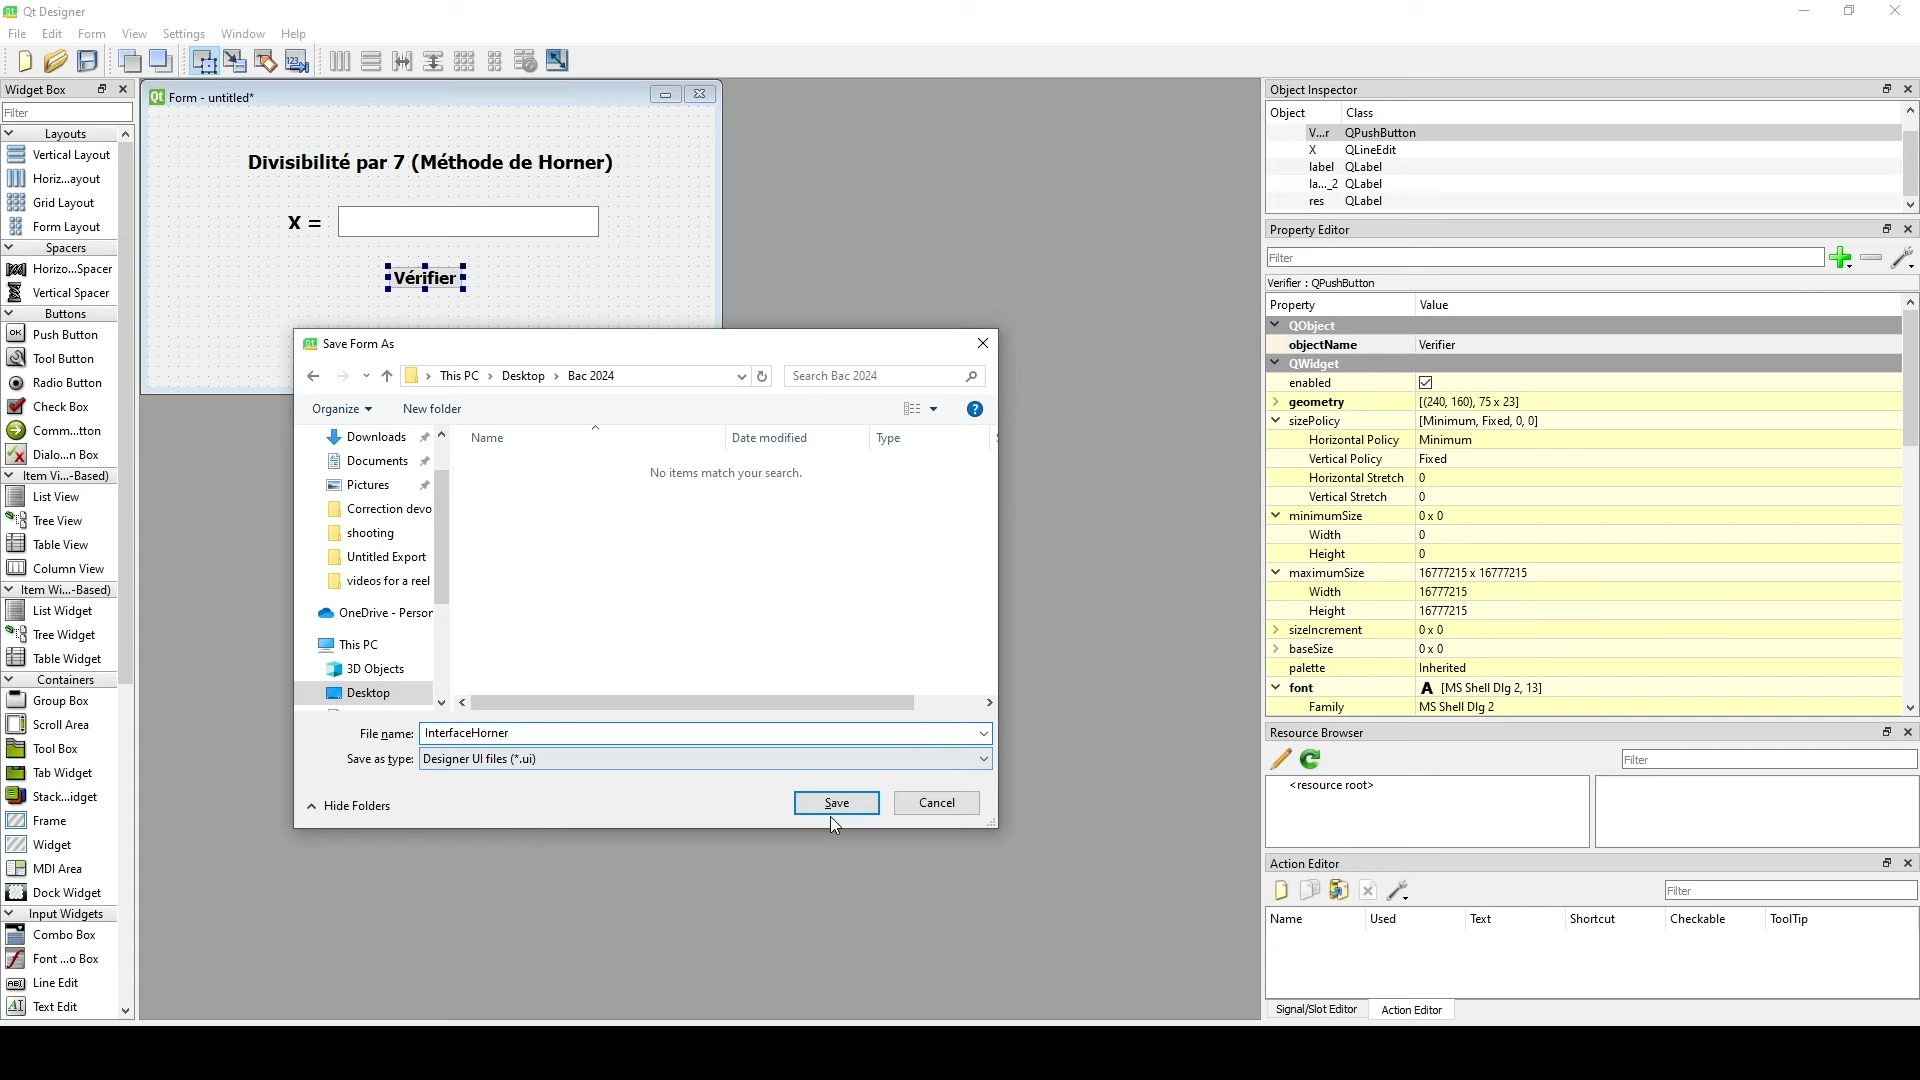 Qt Designer
File Edit Form View Settings Window Help
Widget Box
Filter
Layouts
Vertical Layout
Horiz...ayout
Grid Layout
Form Layout
Spacers
Horizo...Spacer
Vertical Spacer
Buttons
Push Button
Tool Button
Radio Button
Check Box
Comm...tton
Dialo...n Box
Item Vi...-Based)
List View
Tree View
Table View
Column View
Item Wi...-Based)
List Widget
Tree Widget
Table Widget
Containers
Group Box
Scroll Area
Tool Box
Tab Widget
Stack...idget
Frame
Widget
MDI Area
Dock Widget
Input Widgets
Combo Box
Font ...o Box
Line Edit
Text Edit
Form - untitled*
Divisibilité par 7 (Méthode de Horner)
X =
Vérifier
Save Form As
This PC > Desktop > Bac 2024
Search Bac 2024
Organize New folder
Downloads
Documents
Pictures
Correction devo
shooting
Untitled Export
videos for a reel
OneDrive - Person
This PC
3D Objects
Desktop
Name Date modified Type
No items match your search.
File name: InterfaceHorner
Save as type: Designer UI files (*.ui)
Hide Folders
Save Cancel
Object Inspector
Object Class
V...r QPushButton
X QLineEdit
label QLabel
la..._2 QLabel
res QLabel
Property Editor
Filter
Verifier : QPushButton
Property Value
QObject
objectName Verifier
QWidget
enabled
geometry [(240, 160), 75 x 23]
sizePolicy [Minimum, Fixed, 0, 0]
Horizontal Policy Minimum
Vertical Policy Fixed
Horizontal Stretch 0
Vertical Stretch 0
minimumSize 0 x 0
Width 0
Height 0
maximumSize 16777215 x 16777215
Width 16777215
Height 16777215
sizeIncrement 0 x 0
baseSize 0 x 0
palette Inherited
font A [MS Shell Dlg 2, 13]
Family MS Shell Dlg 2
Resource Browser
Filter
<resource root>
Action Editor
Filter
Name Used Text Shortcut Checkable ToolTip
Signal/Slot Editor Action Editor